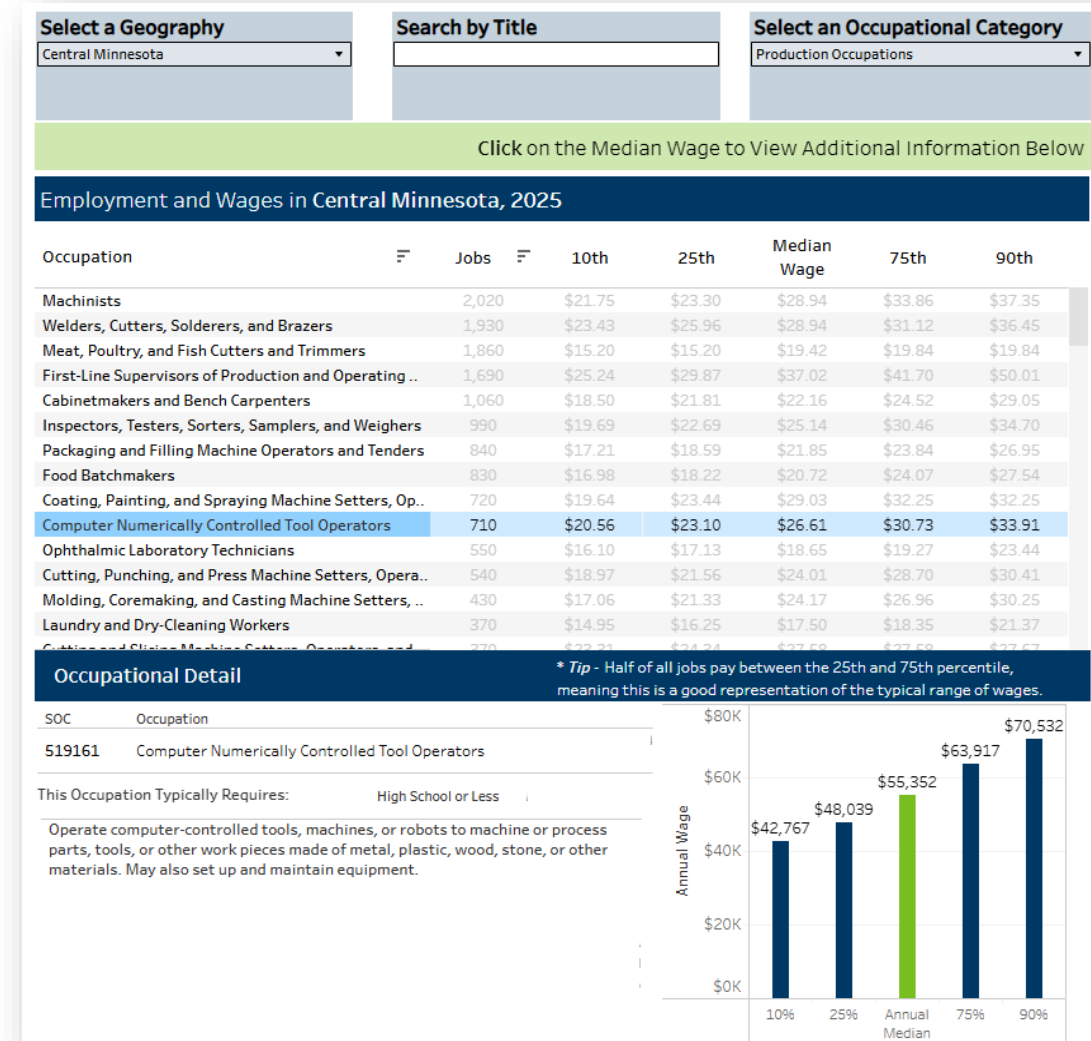 Select a Geography Search by Title Select an Occupational Category
Central Minnesota Production Occupations
Click on the Median Wage to View Additional Information Below
Employment and Wages in Central Minnesota, 2025
Occupation Jobs 10th 25th Median Wage 75th 90th
Machinists 2,020 $21.75 $23.30 $28.94 $33.86 $37.35
Welders, Cutters, Solderers, and Brazers 1,930 $23.43 $25.96 $28.94 $31.12 $36.45
Meat, Poultry, and Fish Cutters and Trimmers 1,860 $15.20 $15.20 $19.42 $19.84 $19.84
First-Line Supervisors of Production and Operating .. 1,690 $25.24 $29.87 $37.02 $41.70 $50.01
Cabinetmakers and Bench Carpenters 1,060 $18.50 $21.81 $22.16 $24.52 $29.05
Inspectors, Testers, Sorters, Samplers, and Weighers 990 $19.69 $22.69 $25.14 $30.46 $34.70
Packaging and Filling Machine Operators and Tenders 840 $17.21 $18.59 $21.85 $23.84 $26.95
Food Batchmakers 830 $16.98 $18.22 $20.72 $24.07 $27.54
Coating, Painting, and Spraying Machine Setters, Op.. 720 $19.64 $23.44 $29.03 $32.25 $32.25
Computer Numerically Controlled Tool Operators 710 $20.56 $23.10 $26.61 $30.73 $33.91
Ophthalmic Laboratory Technicians 550 $16.10 $17.13 $18.65 $19.27 $23.44
Cutting, Punching, and Press Machine Setters, Opera.. 540 $18.97 $21.56 $24.01 $28.70 $30.41
Molding, Coremaking, and Casting Machine Setters, .. 430 $17.06 $21.33 $24.17 $26.96 $30.25
Laundry and Dry-Cleaning Workers 370 $14.95 $16.25 $17.50 $18.35 $21.37
Cutting and Slicing Machine Setters, Operators, and
Occupational Detail
* Tip - Half of all jobs pay between the 25th and 75th percentile,
meaning this is a good representation of the typical range of wages.
SOC Occupation
519161 Computer Numerically Controlled Tool Operators
This Occupation Typically Requires: High School or Less
Operate computer-controlled tools, machines, or robots to machine or process
parts, tools, or other work pieces made of metal, plastic, wood, stone, or other
materials. May also set up and maintain equipment.
Annual Wage
$80K
$60K
$40K
$20K
$0K
$42,767
$48,039
$55,352
$63,917
$70,532
10% 25% Annual Median 75% 90%